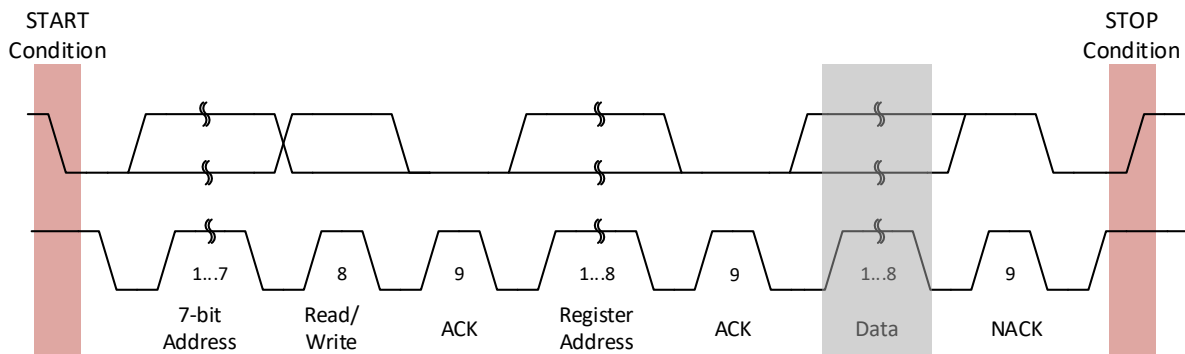 START
Condition
STOP
Condition
1...7
8
9
1...8
9
1...8
9
7-bit
Address
Read/
Write
ACK
Register
Address
ACK
Data
NACK